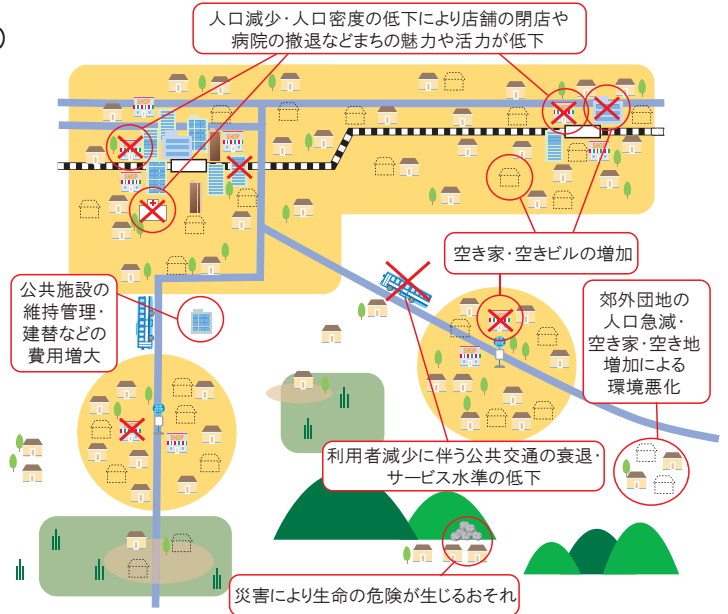 )
人口減少・人口密度の低下により店舗の閉店や
病院の撤退などまちの魅力や活力が低下
SHOP
SHOP
SHOP
SHOP
空き家・空きビルの増加
公共施設の
維持管理・
建替などの
費用増大
郊外団地の
人口急減・
空き家・空き地
増加による
環境悪化
SHOP
SHOP
利用者減少に伴う公共交通の衰退・
サービス水準の低下
災害により生命の危険が生じるおそれ